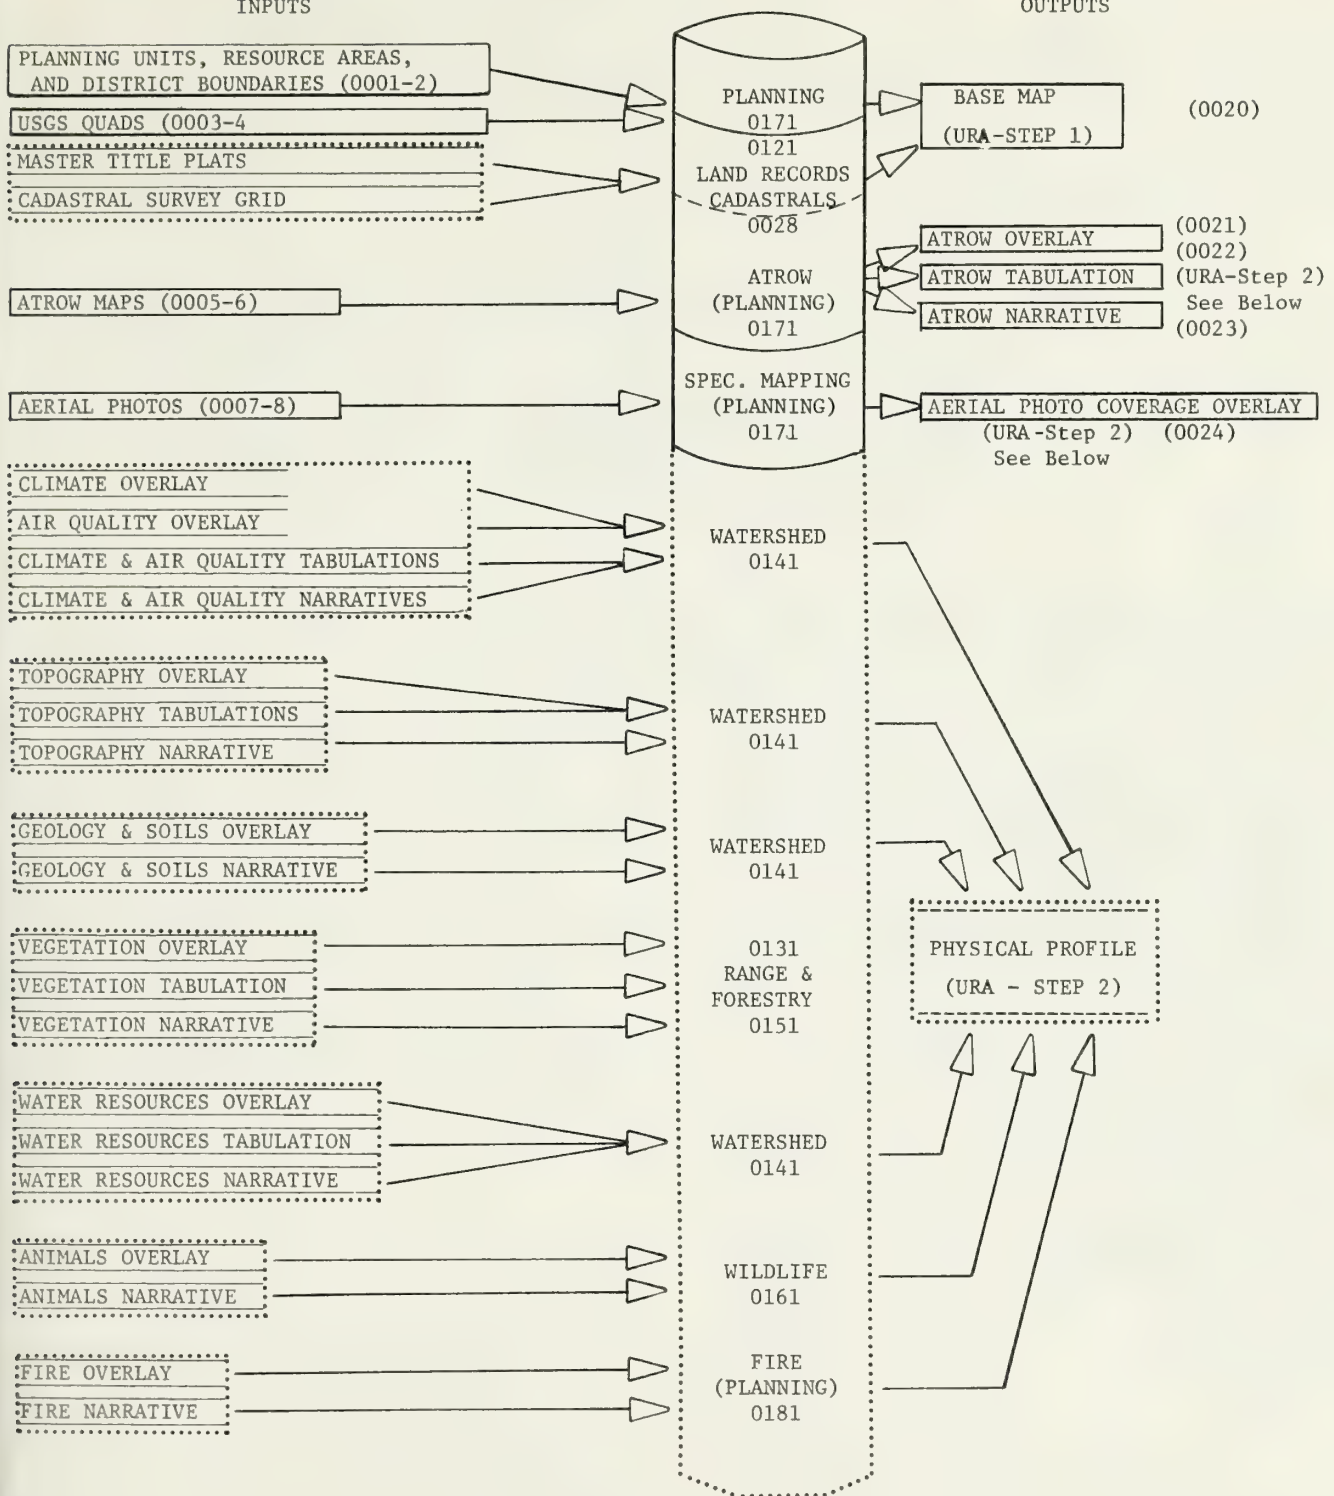 INPUTS
OUTPUTS
PLANNING UNITS, RESOURCE AREAS,
AND DISTRICT BOUNDARIES (0001-2)
USGS QUADS (0003-4
MASTER TITLE PLATS
CADASTRAL SURVEY GRID
PLANNING
0171
0121
LAND RECORDS
CADASTRALS
0028
BASE MAP
(URA-STEP 1)
(0020)
ATROW MAPS (0005-6)
ATROW
(PLANNING)
0171
ATROW OVERLAY
ATROW TABULATION
ATROW NARRATIVE
(0021)
(0022)
(URA-Step 2)
See Below
(0023)
AERIAL PHOTOS (0007-8)
SPEC. MAPPING
(PLANNING)
0171
AERIAL PHOTO COVERAGE OVERLAY
(URA-Step 2) (0024)
See Below
CLIMATE OVERLAY
AIR QUALITY OVERLAY
CLIMATE & AIR QUALITY TABULATIONS
CLIMATE & AIR QUALITY NARRATIVES
WATERSHED
0141
TOPOGRAPHY OVERLAY
TOPOGRAPHY TABULATIONS
TOPOGRAPHY NARRATIVE
WATERSHED
0141
GEOLOGY & SOILS OVERLAY
GEOLOGY & SOILS NARRATIVE
WATERSHED
0141
VEGETATION OVERLAY
VEGETATION TABULATION
VEGETATION NARRATIVE
0131
RANGE &
FORESTRY
0151
PHYSICAL PROFILE
(URA - STEP 2)
WATER RESOURCES OVERLAY
WATER RESOURCES TABULATION
WATER RESOURCES NARRATIVE
WATERSHED
0141
ANIMALS OVERLAY
ANIMALS NARRATIVE
WILDLIFE
0161
FIRE OVERLAY
FIRE NARRATIVE
FIRE
(PLANNING)
0181